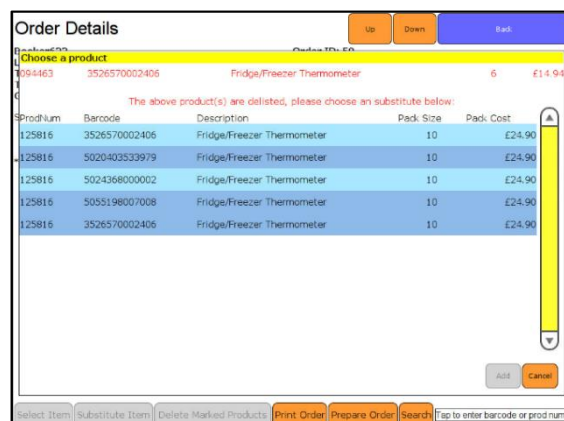 Order Details
Up
Down
Back
Order ID: 50
Choose a product
094463 3526570002406 Fridge/Freezer Thermometer 6 £14.94
The above product(s) are delisted, please choose an substitute below:
ProdNum Barcode Description Pack Size Pack Cost
125816 3526570002406 Fridge/Freezer Thermometer 10 £24.90
125816 5020403533979 Fridge/Freezer Thermometer 10 £24.90
125816 5024368000002 Fridge/Freezer Thermometer 10 £24.90
125816 5055198007008 Fridge/Freezer Thermometer 10 £24.90
125816 3526570002406 Fridge/Freezer Thermometer 10 £24.90
Add
Cancel
Select Item Substitute Item Delete Marked Products Print Order Prepare Order Search Tap to enter barcode or prod num